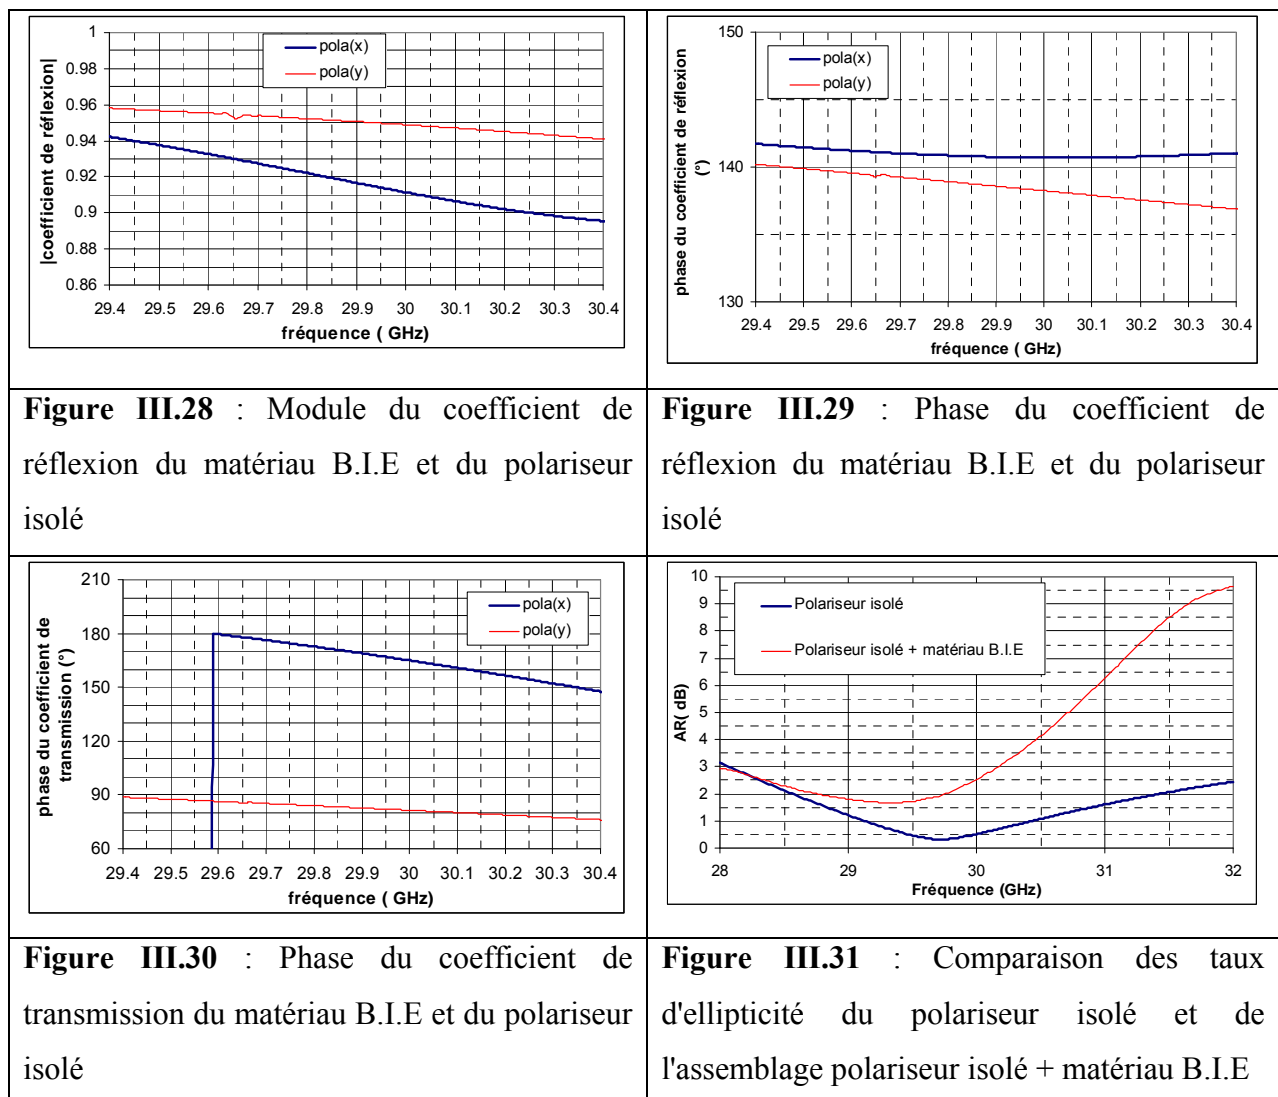 |coefficient de réflexion|
1
0.98
0.96
0.94
0.92
0.9
0.88
0.86
pola(x)
pola(y)
29.4 29.5 29.6 29.7 29.8 29.9 30 30.1 30.2 30.3 30.4
fréquence ( GHz)
phase du coefficient de réflexion
(°)
150
140
130
pola(x)
pola(y)
29.4 29.5 29.6 29.7 29.8 29.9 30 30.1 30.2 30.3 30.4
fréquence ( GHz)
Figure III.28 : Module du coefficient de
réflexion du matériau B.I.E et du polariseur
isolé
Figure III.29 : Phase du coefficient de
réflexion du matériau B.I.E et du polariseur
isolé
phase du coefficient de
transmission (°)
210
180
150
120
90
60
pola(x)
pola(y)
29.4 29.5 29.6 29.7 29.8 29.9 30 30.1 30.2 30.3 30.4
fréquence ( GHz)
AR( dB)
10
9
8
7
6
5
4
3
2
1
0
Polariseur isolé
Polariseur isolé + matériau B.I.E
28 29 30 31 32
Fréquence (GHz)
Figure III.30 : Phase du coefficient de
transmission du matériau B.I.E et du polariseur
isolé
Figure III.31 : Comparaison des taux
d'ellipticité du polariseur isolé et de
l'assemblage polariseur isolé + matériau B.I.E